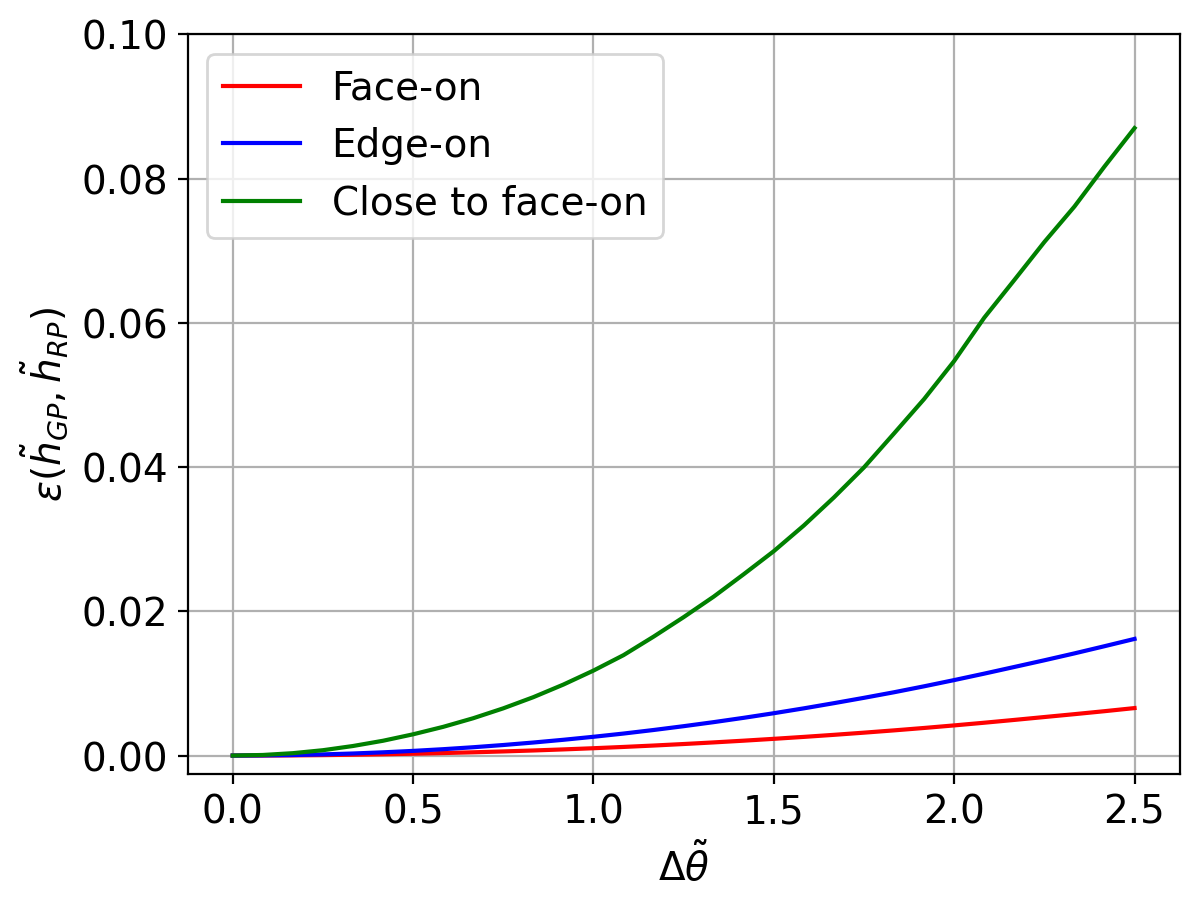 0.10
0.08
0.06
0.04
0.02
0.00
ε(h̃_GP, h̃_RP)
Face-on
Edge-on
Close to face-on
0.0 0.5 1.0 1.5 2.0 2.5
Δθ̃